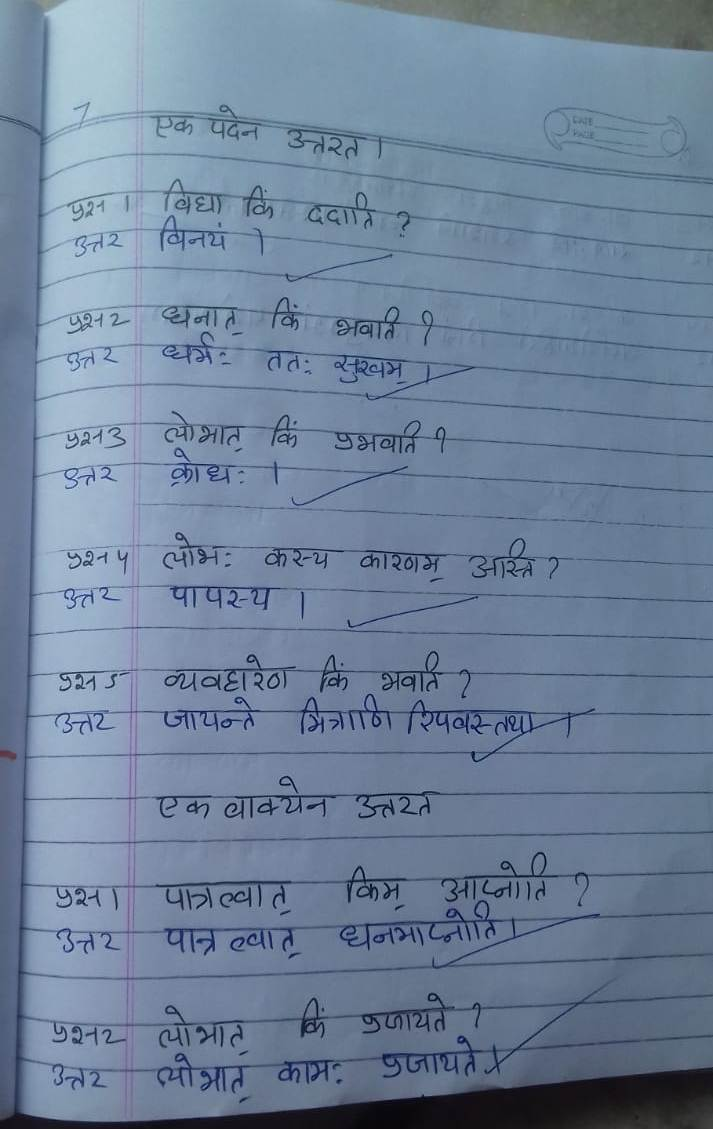 7
DATE
PAGE
एक पदेन उत्तरत।
प्रश्न 1 विद्या किं ददाति ?
उत्तर विनयं ।
प्रश्न 2 धनात् किं भवति ?
उत्तर धर्मः ततः सुखम् ।
प्रश्न 3 लोभात् किं प्रभवति ?
उत्तर क्रोधः ।
प्रश्न 4 लोभः कस्य कारणम् अस्ति ?
उत्तर पापस्य ।
प्रश्न 5 व्यवहारेण किं भवति ?
उत्तर जायन्ते मित्राणि रिपवस्तथा ।
एक वाक्येन उत्तरत
प्रश्न 1 पात्रत्वात् किम् आप्नोति ?
उत्तर पात्रत्वात् धनमाप्नोति।
प्रश्न 2 लोभात् किं प्रजायते ?
उत्तर लोभात् कामः प्रजायते।